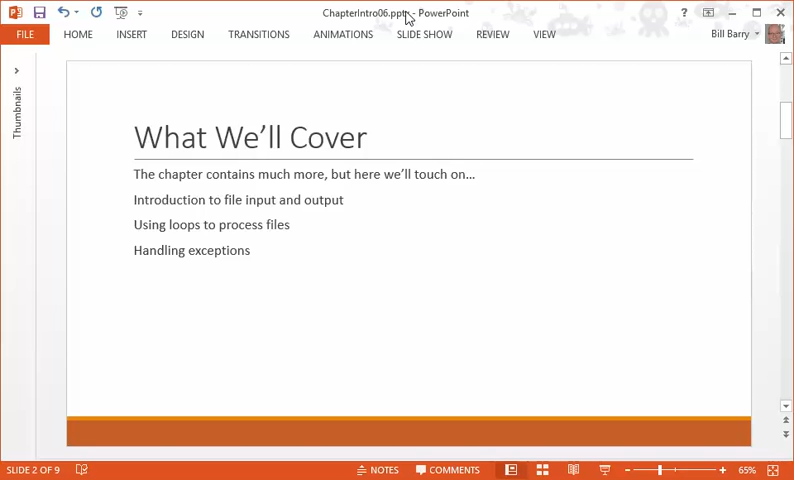 ChapterIntro06.pptx - PowerPoint
FILE HOME INSERT DESIGN TRANSITIONS ANIMATIONS SLIDE SHOW REVIEW VIEW Bill Barry
Thumbnails
What We'll Cover
The chapter contains much more, but here we'll touch on…
Introduction to file input and output
Using loops to process files
Handling exceptions
SLIDE 2 OF 9 NOTES COMMENTS 65%